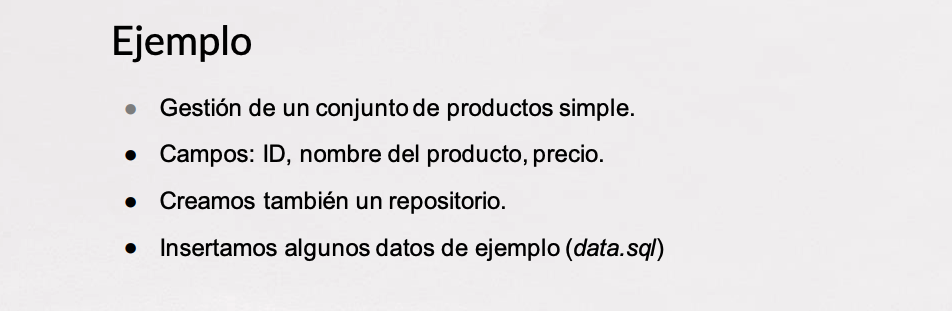 Ejemplo
● Gestión de un conjunto de productos simple.
● Campos: ID, nombre del producto, precio.
● Creamos también un repositorio.
● Insertamos algunos datos de ejemplo (data.sql)